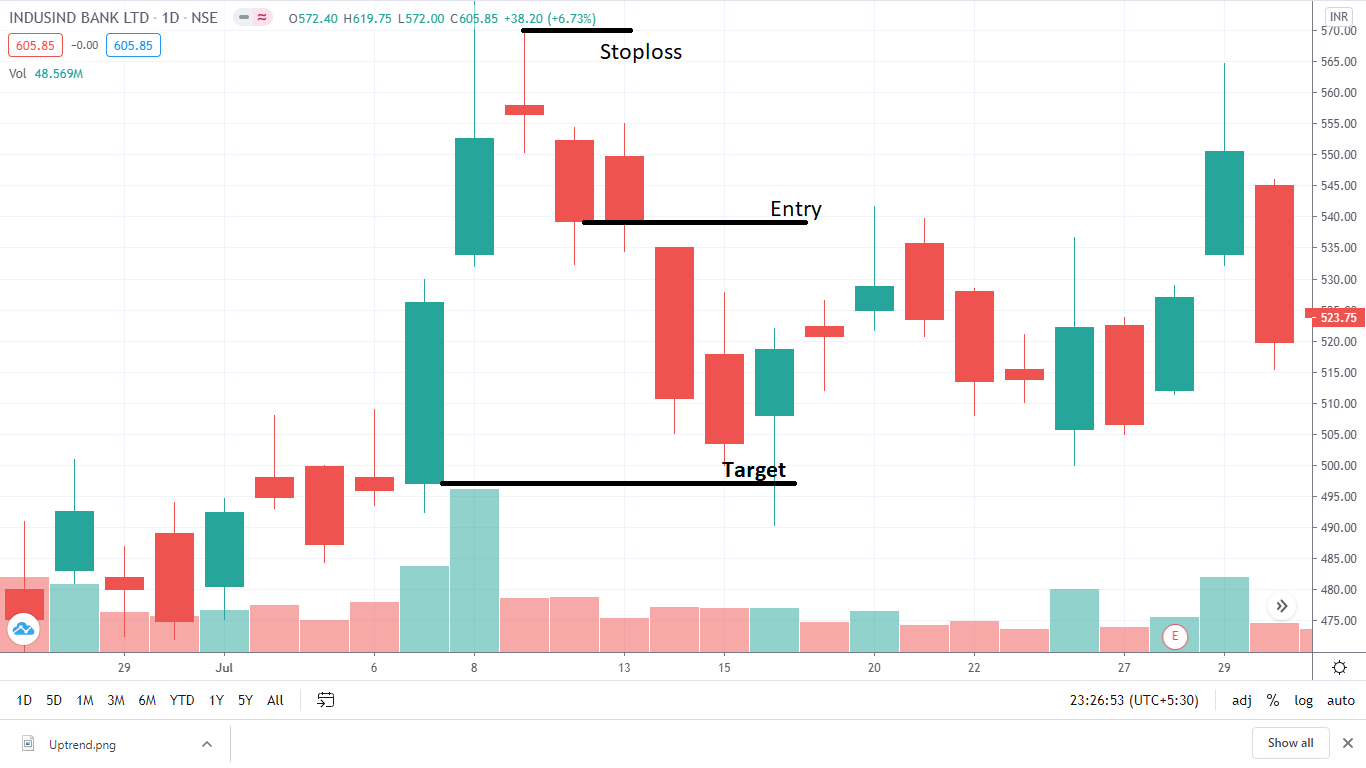 INDUSIND BANK LTD · 1D · NSE
O572.40 H619.75 L572.00 C605.85 +38.20 (+6.73%)
INR
605.85 −0.00 605.85
Vol 48.569M
Stoploss
Entry
Target
570.00
565.00
560.00
555.00
550.00
545.00
540.00
535.00
530.00
523.75
520.00
515.00
510.00
505.00
500.00
495.00
490.00
485.00
480.00
475.00
E
29 Jul 6 8 13 15 20 22 27 29
1D 5D 1M 3M 6M YTD 1Y 5Y All
23:26:53 (UTC+5:30) adj % log auto
Uptrend.png
Show all